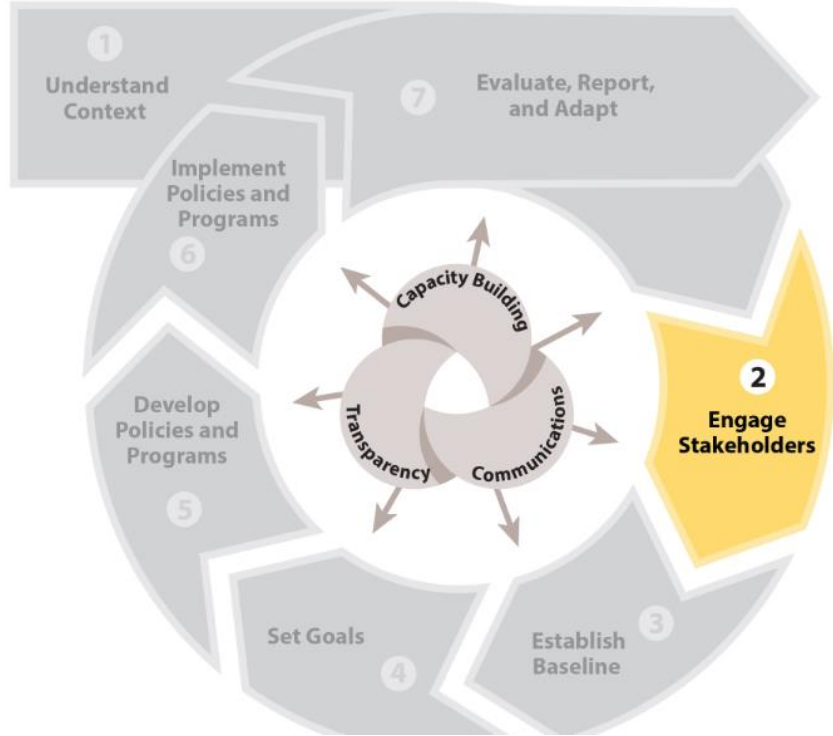 1
Understand
Context
7
Evaluate, Report,
and Adapt
Implement
Policies and
Programs
6
Capacity Building
Transparency
Communications
2
Engage
Stakeholders
Develop
Policies and
Programs
5
Set Goals
4
3
Establish
Baseline